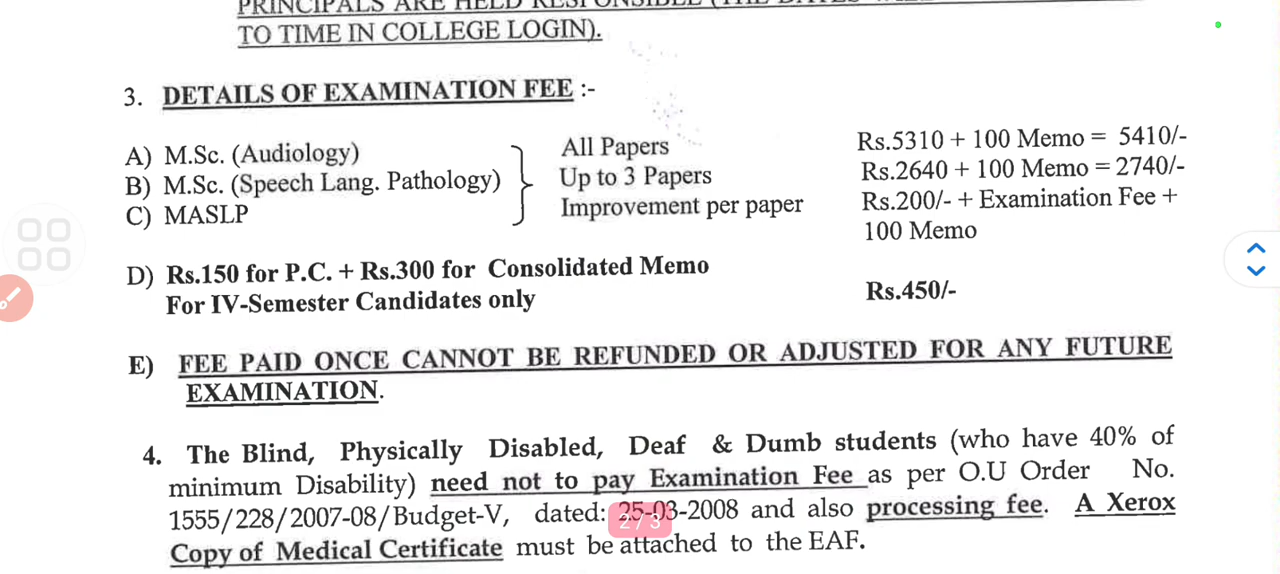 TO TIME IN COLLEGE LOGIN).
3. DETAILS OF EXAMINATION FEE :-
A) M.Sc. (Audiology)
B) M.Sc. (Speech Lang. Pathology)
C) MASLP
All Papers Rs.5310 + 100 Memo = 5410/-
Up to 3 Papers Rs.2640 + 100 Memo = 2740/-
Improvement per paper Rs.200/- + Examination Fee +
100 Memo
D) Rs.150 for P.C. + Rs.300 for Consolidated Memo
For IV-Semester Candidates only Rs.450/-
E) FEE PAID ONCE CANNOT BE REFUNDED OR ADJUSTED FOR ANY FUTURE
EXAMINATION.
4. The Blind, Physically Disabled, Deaf & Dumb students (who have 40% of
minimum Disability) need not to pay Examination Fee as per O.U Order No.
1555/228/2007-08/Budget-V, dated: 25-03-2008 and also processing fee. A Xerox
Copy of Medical Certificate must be attached to the EAF.
2 / 3